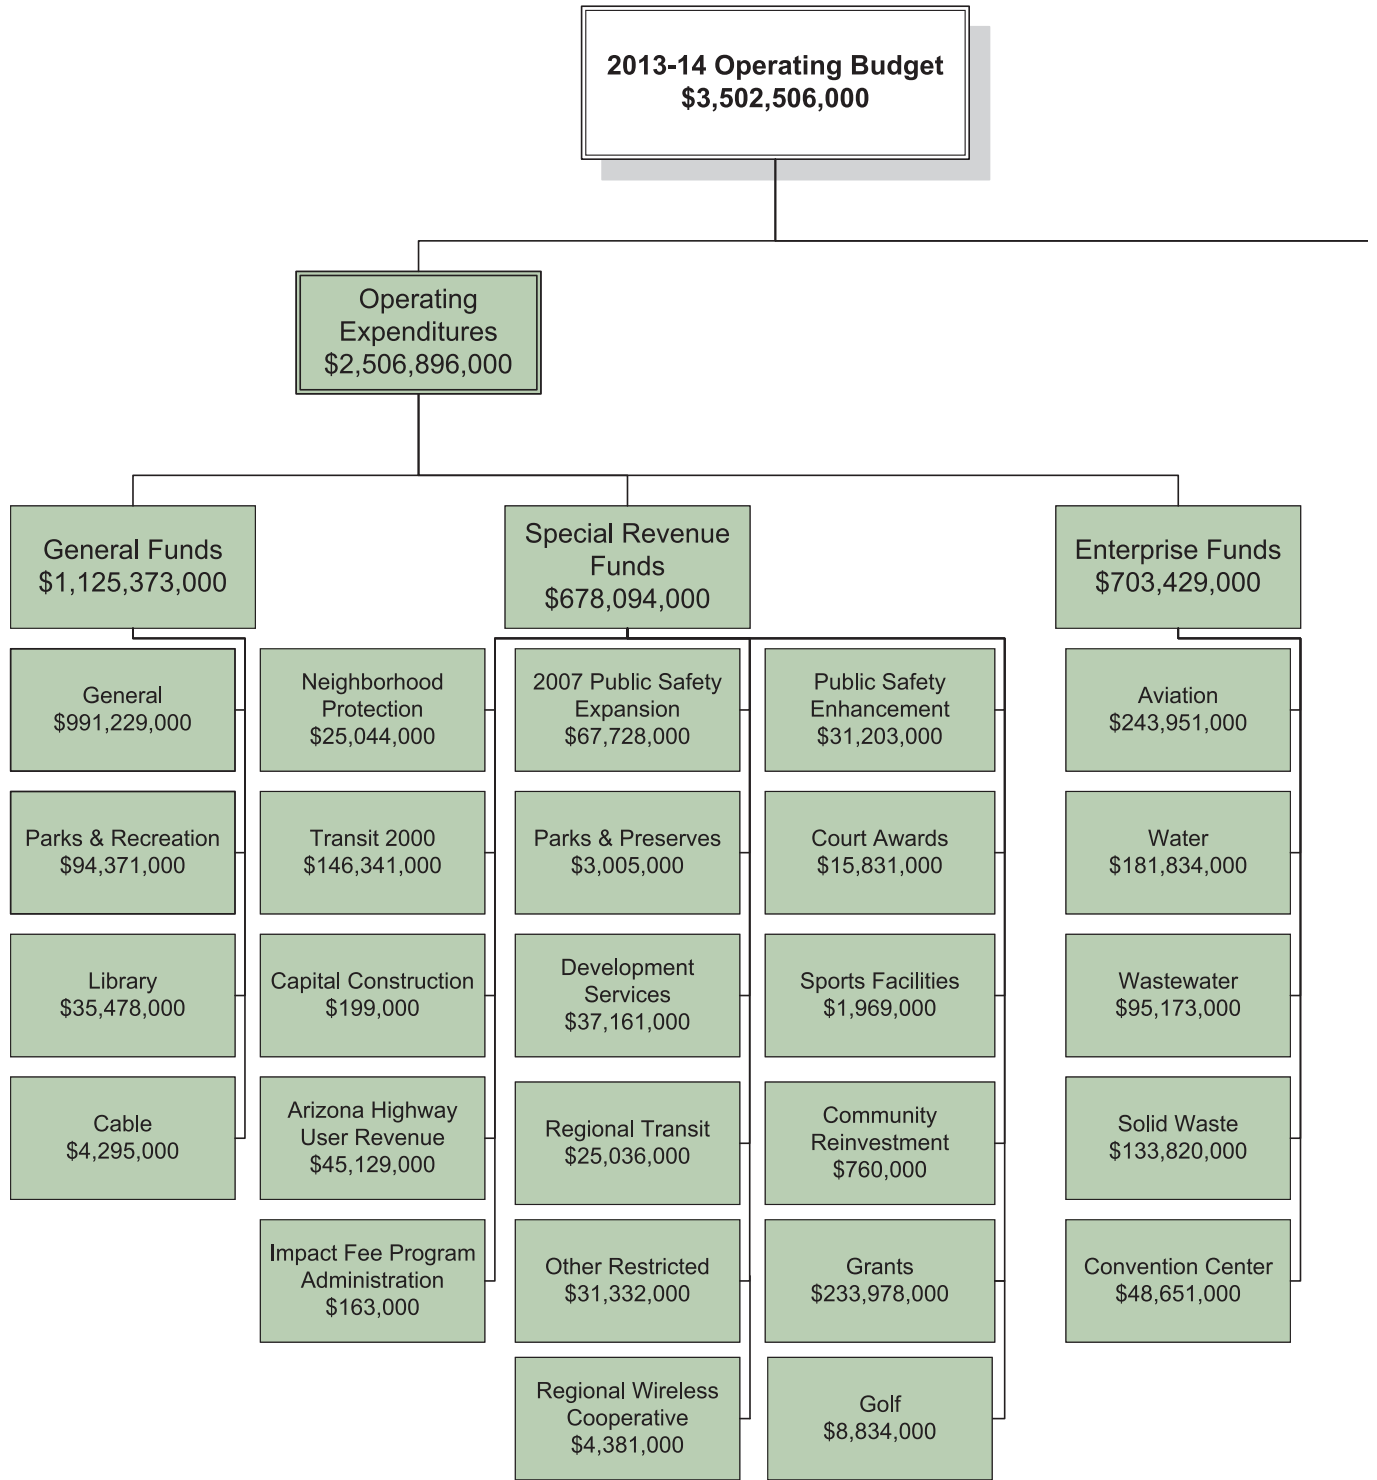 2013-14 Operating Budget
$3,502,506,000
Operating
Expenditures
$2,506,896,000
General Funds
$1,125,373,000
Special Revenue
Funds
$678,094,000
Enterprise Funds
$703,429,000
General
$991,229,000
Parks & Recreation
$94,371,000
Library
$35,478,000
Cable
$4,295,000
Neighborhood
Protection
$25,044,000
Transit 2000
$146,341,000
Capital Construction
$199,000
Arizona Highway
User Revenue
$45,129,000
Impact Fee Program
Administration
$163,000
2007 Public Safety
Expansion
$67,728,000
Parks & Preserves
$3,005,000
Development
Services
$37,161,000
Regional Transit
$25,036,000
Other Restricted
$31,332,000
Regional Wireless
Cooperative
$4,381,000
Public Safety
Enhancement
$31,203,000
Court Awards
$15,831,000
Sports Facilities
$1,969,000
Community
Reinvestment
$760,000
Grants
$233,978,000
Golf
$8,834,000
Aviation
$243,951,000
Water
$181,834,000
Wastewater
$95,173,000
Solid Waste
$133,820,000
Convention Center
$48,651,000